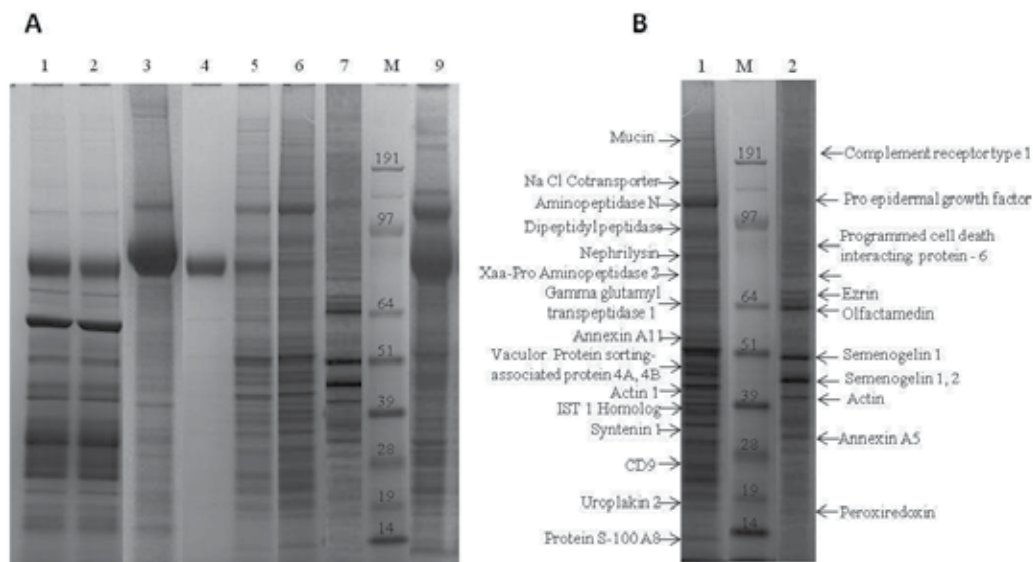 A
B
1 2 3 4 5 6 7 M 9
191
97
64
51
39
28
19
14
1 M 2
191
97
64
51
39
28
19
14
Mucin
Na Cl Cotransporter
Aminopeptidase N
Dipeptidyl peptidase
Nephrilysin
Xaa-Pro Aminopeptidase 2
Gamma glutamyl
transpeptidase 1
Annexin A11
Vaculor Protein sorting-
associated protein 4A, 4B
Actin 1
IST 1 Homolog
Syntenin 1
CD9
Uroplakin 2
Protein S-100 A8
Complement receptor type 1
Pro epidermal growth factor
Programmed cell death
interacting protein - 6
Ezrin
Olfactamedin
Semenogelin 1
Semenogelin 1, 2
Actin
Annexin A5
Peroxiredoxin